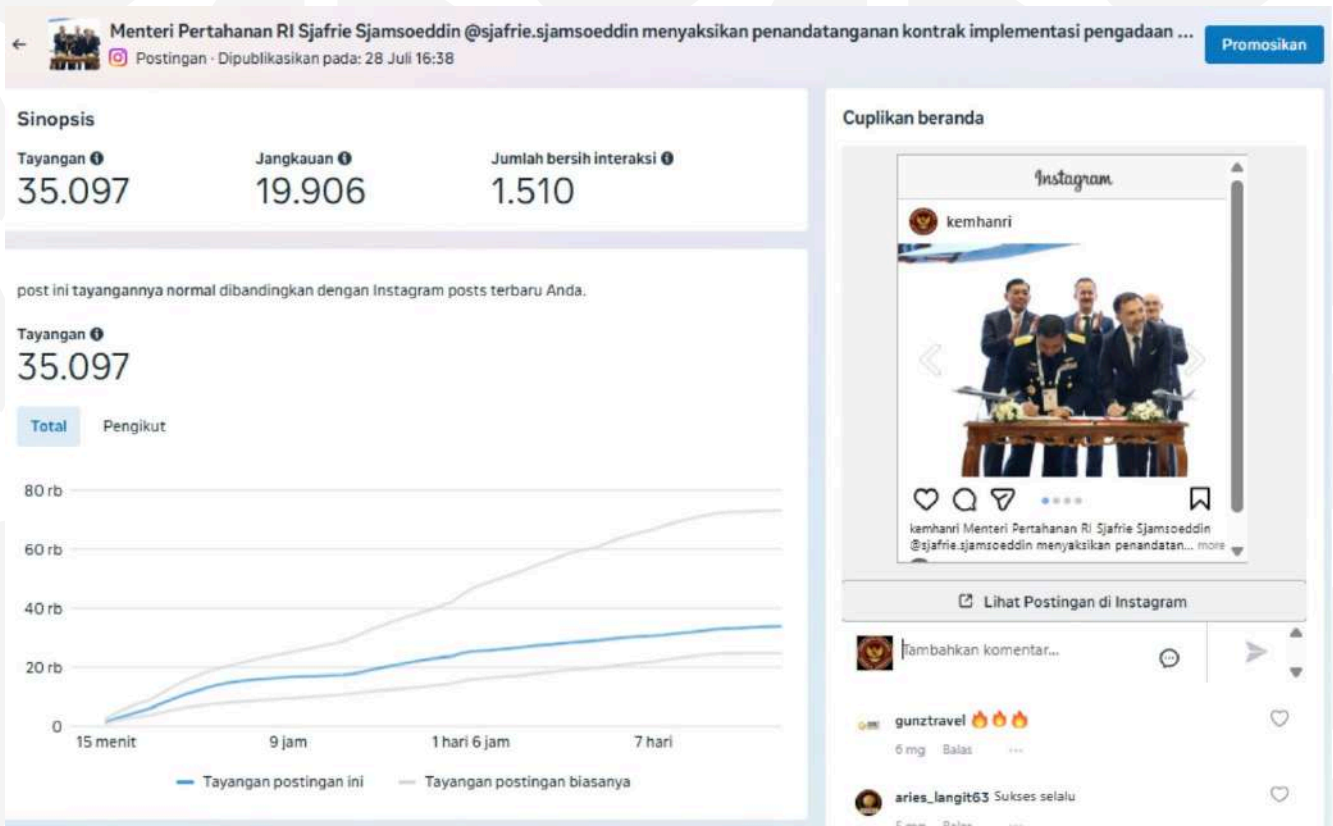 Menteri Pertahanan RI Sjafrie Sjamsoeddin @sjafrie.sjamsoeddin menyaksikan penandatanganan kontrak implementasi pengadaan ...
Postingan · Dipublikasikan pada: 28 Juli 16:38
Promosikan
Sinopsis
Tayangan
35.097
Jangkauan
19.906
Jumlah bersih interaksi
1.510
post ini tayangannya normal dibandingkan dengan Instagram posts terbaru Anda.
Tayangan
35.097
Total
Pengikut
80 rb
60 rb
40 rb
20 rb
0
15 menit
9 jam
1 hari 6 jam
7 hari
Tayangan postingan ini
Tayangan postingan biasanya
Cuplikan beranda
Instagram
kemhanri
kemhanri Menteri Pertahanan RI Sjafrie Sjamsoeddin
@sjafrie.sjamsoeddin menyaksikan penandatan... more
Lihat Postingan di Instagram
Tambahkan komentar...
gunztravel 🔥🔥🔥
6 mg Balas ...
aries_langit63 Sukses selalu